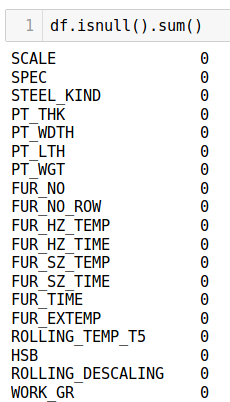 1 df.isnull().sum()
SCALE 0
SPEC 0
STEEL_KIND 0
PT_THK 0
PT_WDTH 0
PT_LTH 0
PT_WGT 0
FUR_NO 0
FUR_NO_ROW 0
FUR_HZ_TEMP 0
FUR_HZ_TIME 0
FUR_SZ_TEMP 0
FUR_SZ_TIME 0
FUR_TIME 0
FUR_EXTEMP 0
ROLLING_TEMP_T5 0
HSB 0
ROLLING_DESCALING 0
WORK_GR 0